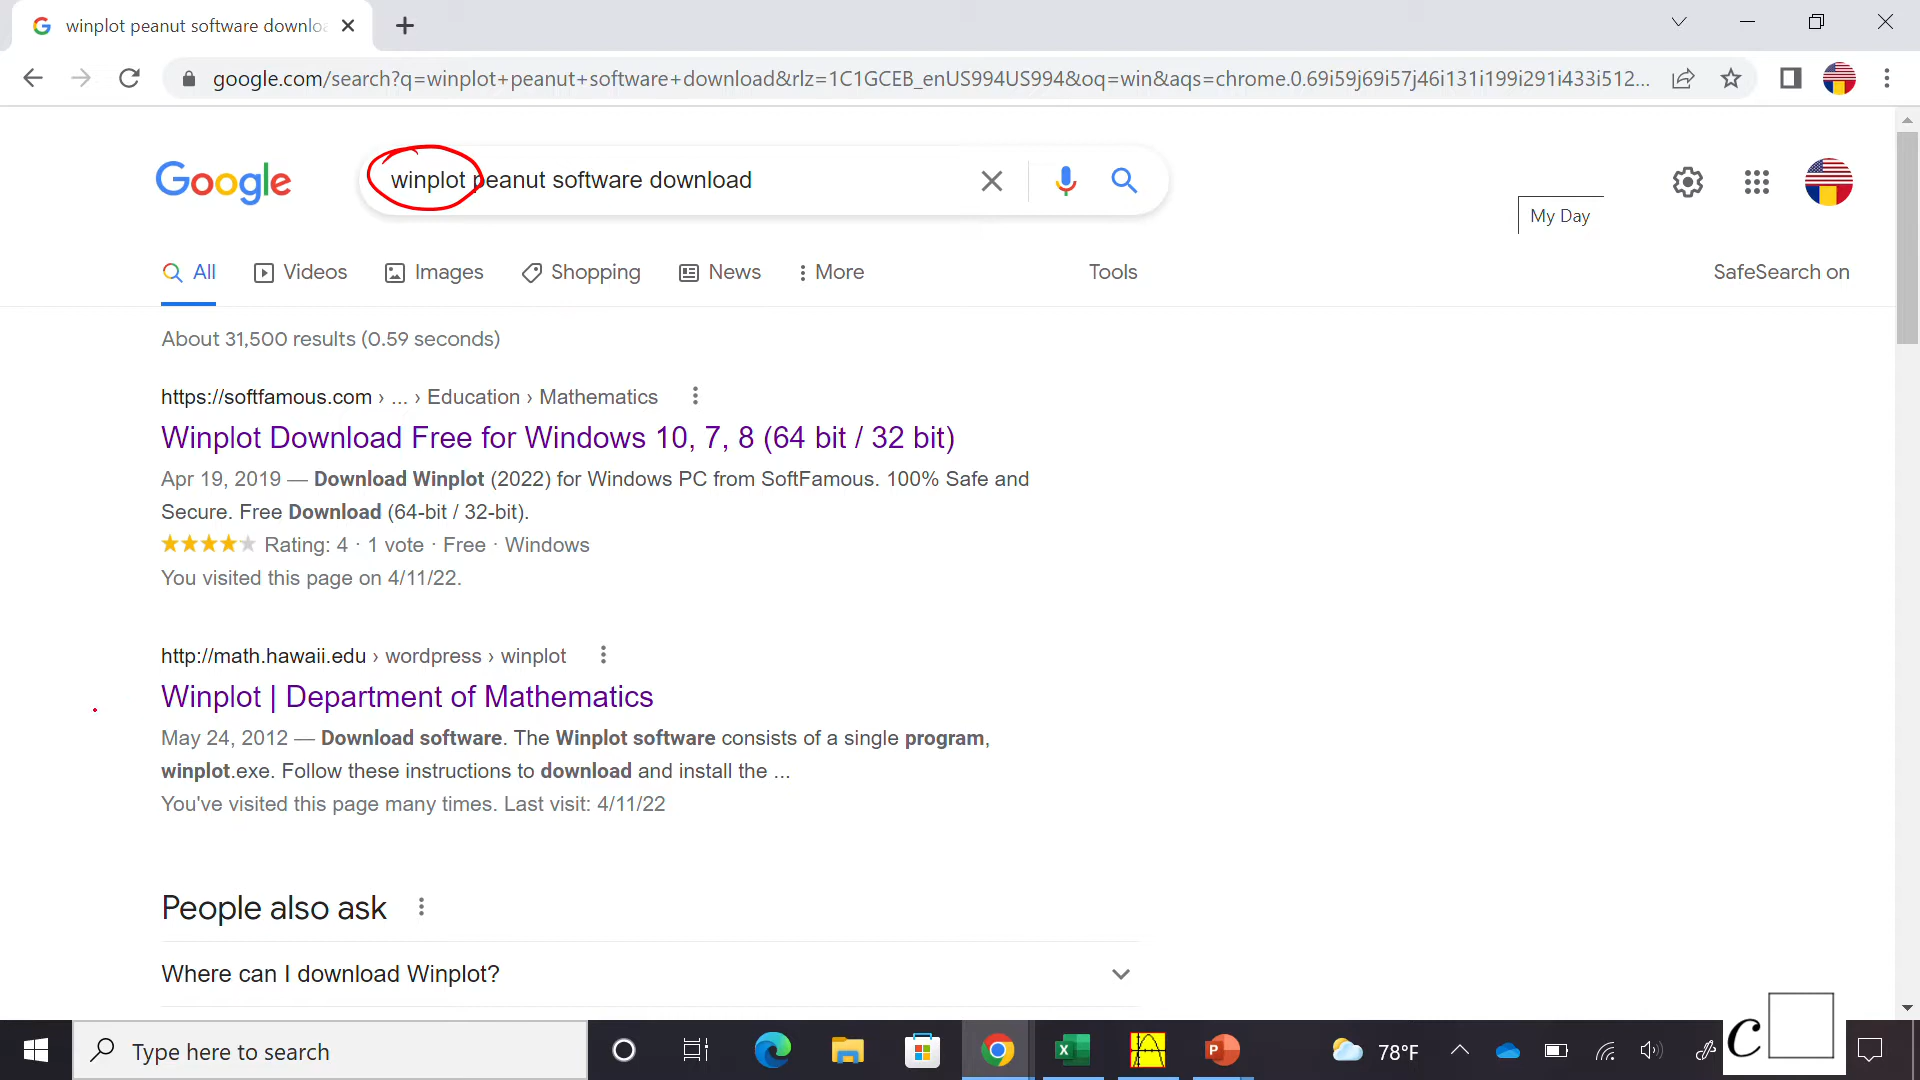 winplot peanut software downloa
google.com/search?q=winplot+peanut+software+download&rlz=1C1GCEB_enUS994US994&oq=win&aqs=chrome.0.69i59j69i57j46i131i199i291i433i512...
Google
winplot peanut software download
My Day
All Videos Images Shopping News More Tools SafeSearch on
About 31,500 results (0.59 seconds)
https://softfamous.com › ... › Education › Mathematics
Winplot Download Free for Windows 10, 7, 8 (64 bit / 32 bit)
Apr 19, 2019 — Download Winplot (2022) for Windows PC from SoftFamous. 100% Safe and
Secure. Free Download (64-bit / 32-bit).
Rating: 4 · 1 vote · Free · Windows
You visited this page on 4/11/22.
http://math.hawaii.edu › wordpress › winplot
Winplot | Department of Mathematics
May 24, 2012 — Download software. The Winplot software consists of a single program,
winplot.exe. Follow these instructions to download and install the ...
You've visited this page many times. Last visit: 4/11/22
People also ask
Where can I download Winplot?
Type here to search
78°F
C